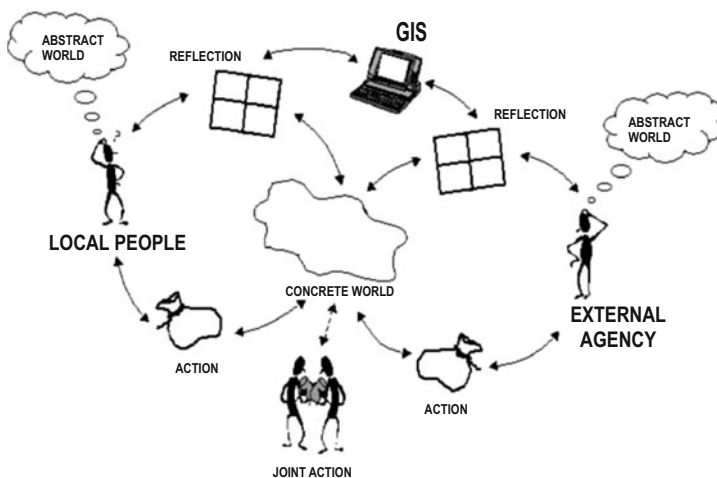 ABSTRACT
WORLD
REFLECTION
GIS
REFLECTION
ABSTRACT
WORLD
LOCAL PEOPLE
CONCRETE WORLD
EXTERNAL
AGENCY
ACTION
ACTION
JOINT ACTION